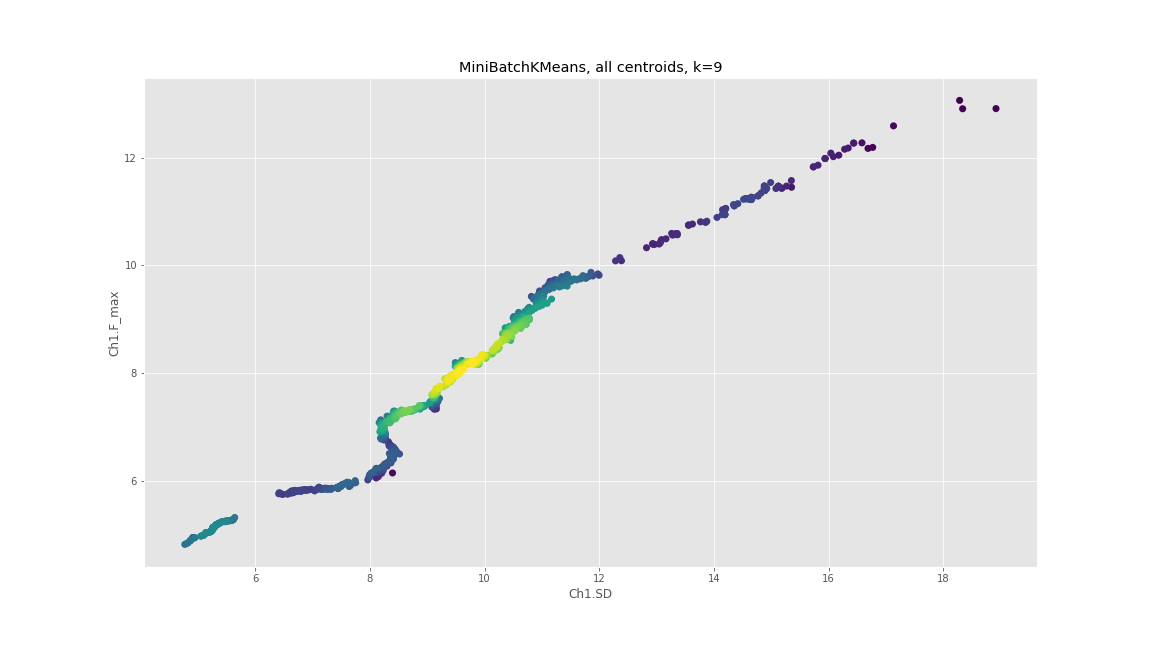 MiniBatchKMeans, all centroids, k=9
Ch1.F_max
12
10
8
6
6 8 10 12 14 16 18
Ch1.SD